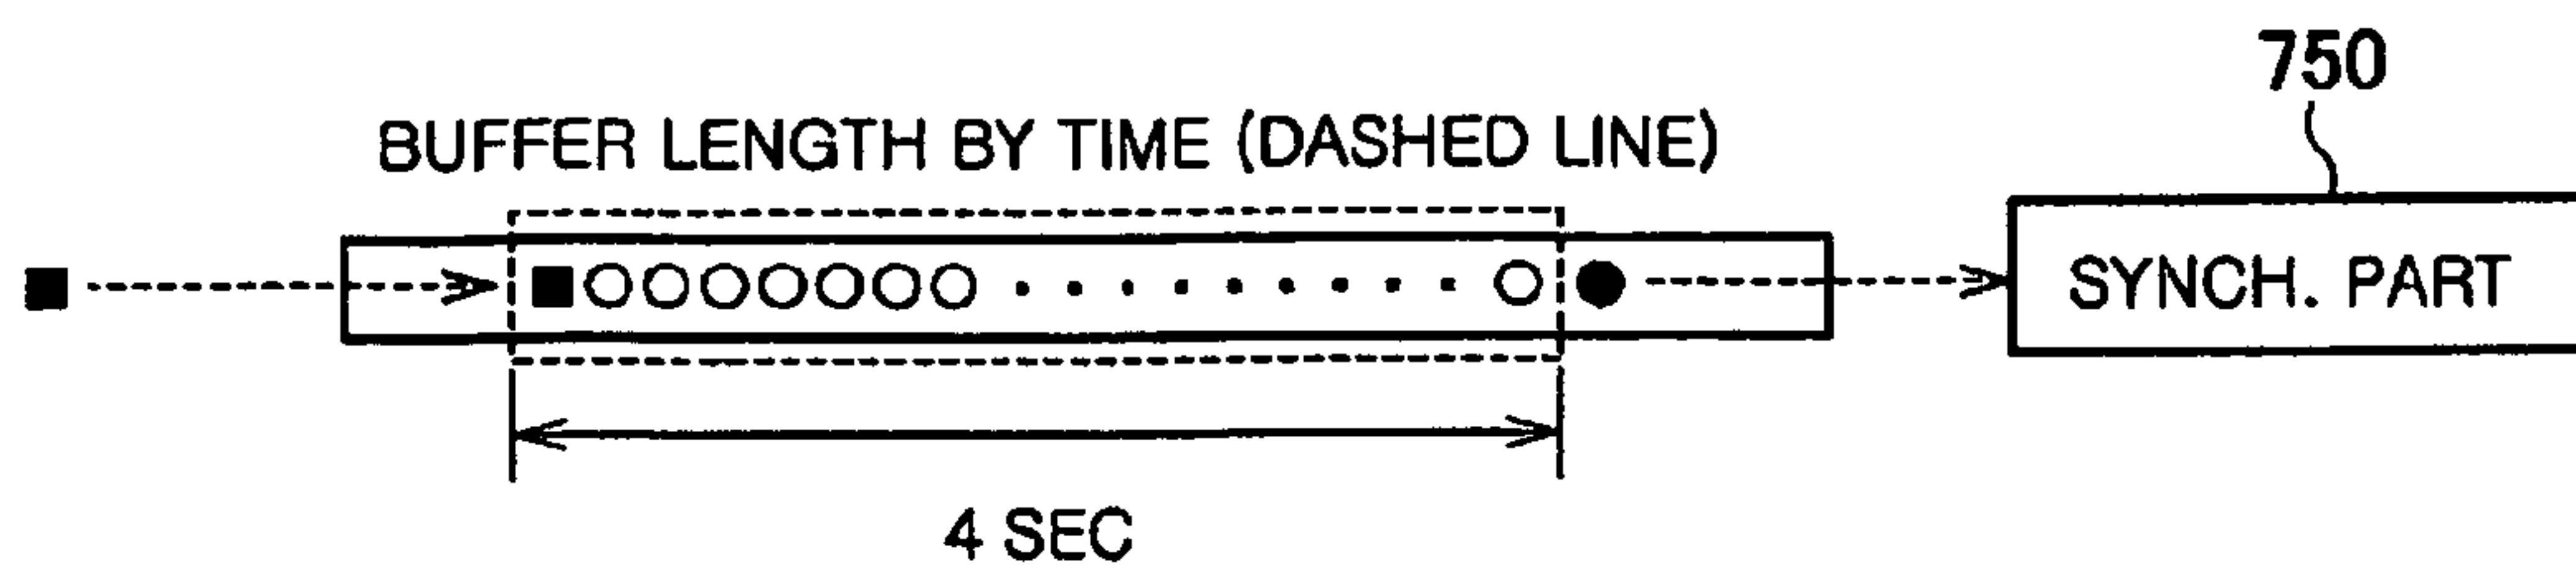 750
BUFFER LENGTH BY TIME (DASHED LINE)
SYNCH. PART
4 SEC